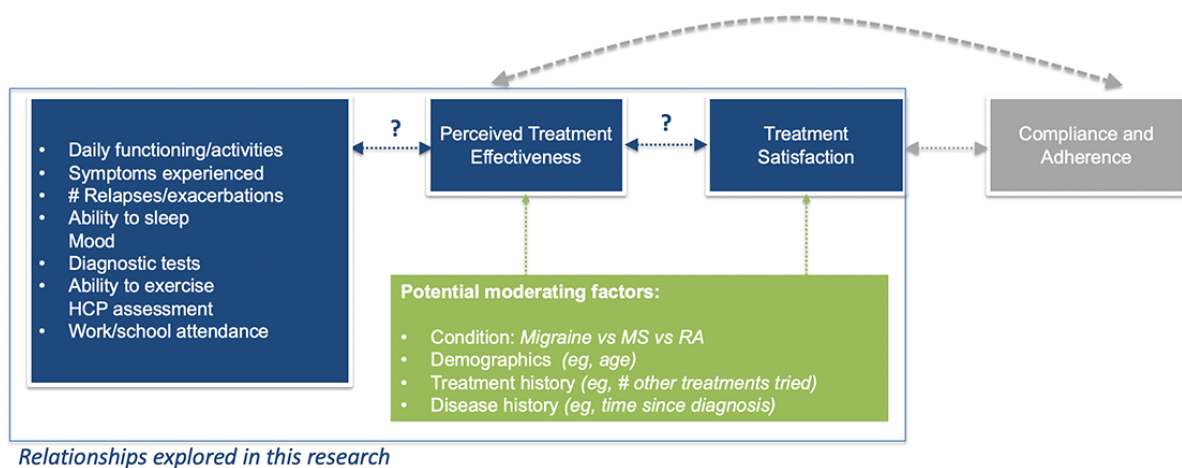 ?
Perceived Treatment
Effectiveness
?
Treatment
Satisfaction
Compliance and
Adherence
• Daily functioning/activities
• Symptoms experienced
• # Relapses/exacerbations
• Ability to sleep
Mood
• Diagnostic tests
• Ability to exercise
HCP assessment
• Work/school attendance
Potential moderating factors:
• Condition: Migraine vs MS vs RA
• Demographics (eg, age)
• Treatment history (eg, # other treatments tried)
• Disease history (eg, time since diagnosis)
Relationships explored in this research